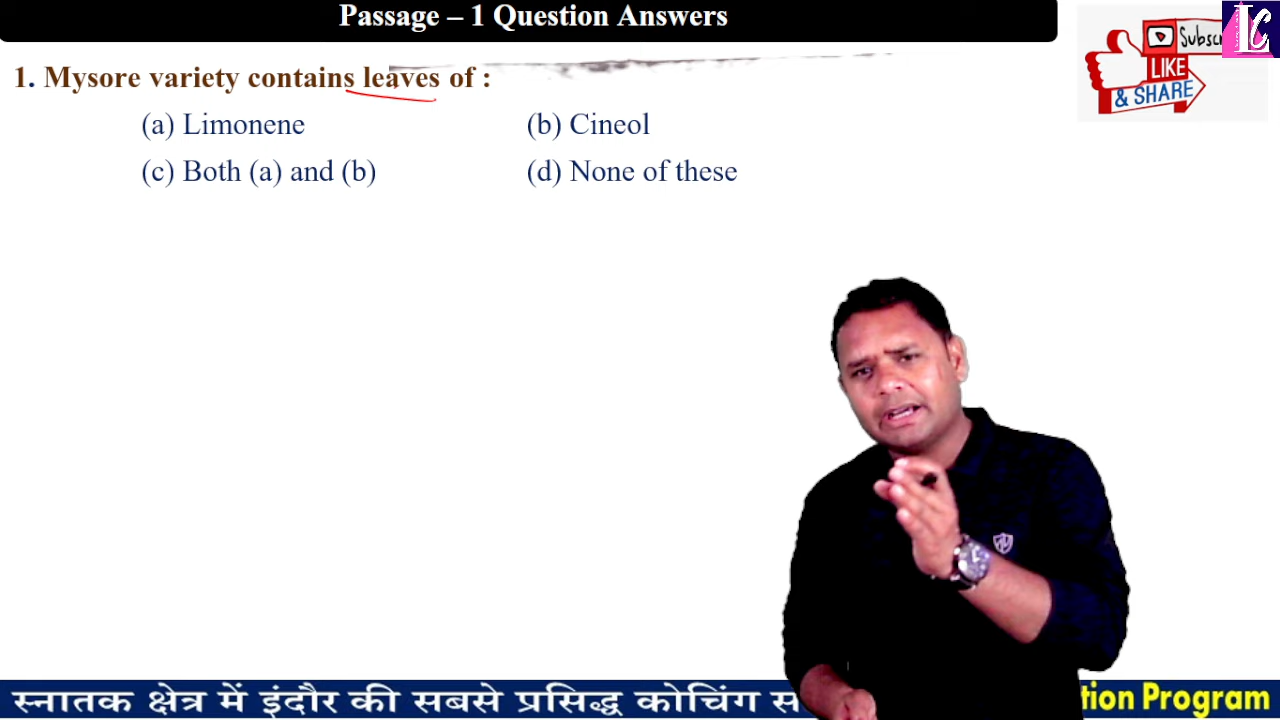 Passage – 1 Question Answers
1. Mysore variety contains leaves of :
(a) Limonene (b) Cineol
(c) Both (a) and (b) (d) None of these
LIKE
& SHARE
LC
स्नातक क्षेत्र में इंदौर की सबसे प्रसिद्ध कोचिंग Program